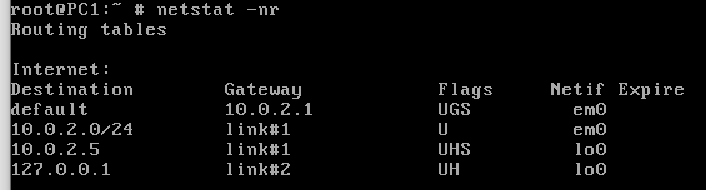 root@PC1:~ # netstat -nr
Routing tables
Internet:
Destination Gateway Flags Netif Expire
default 10.0.2.1 UGS em0
10.0.2.0/24 link#1 U em0
10.0.2.5 link#1 UHS lo0
127.0.0.1 link#2 UH lo0